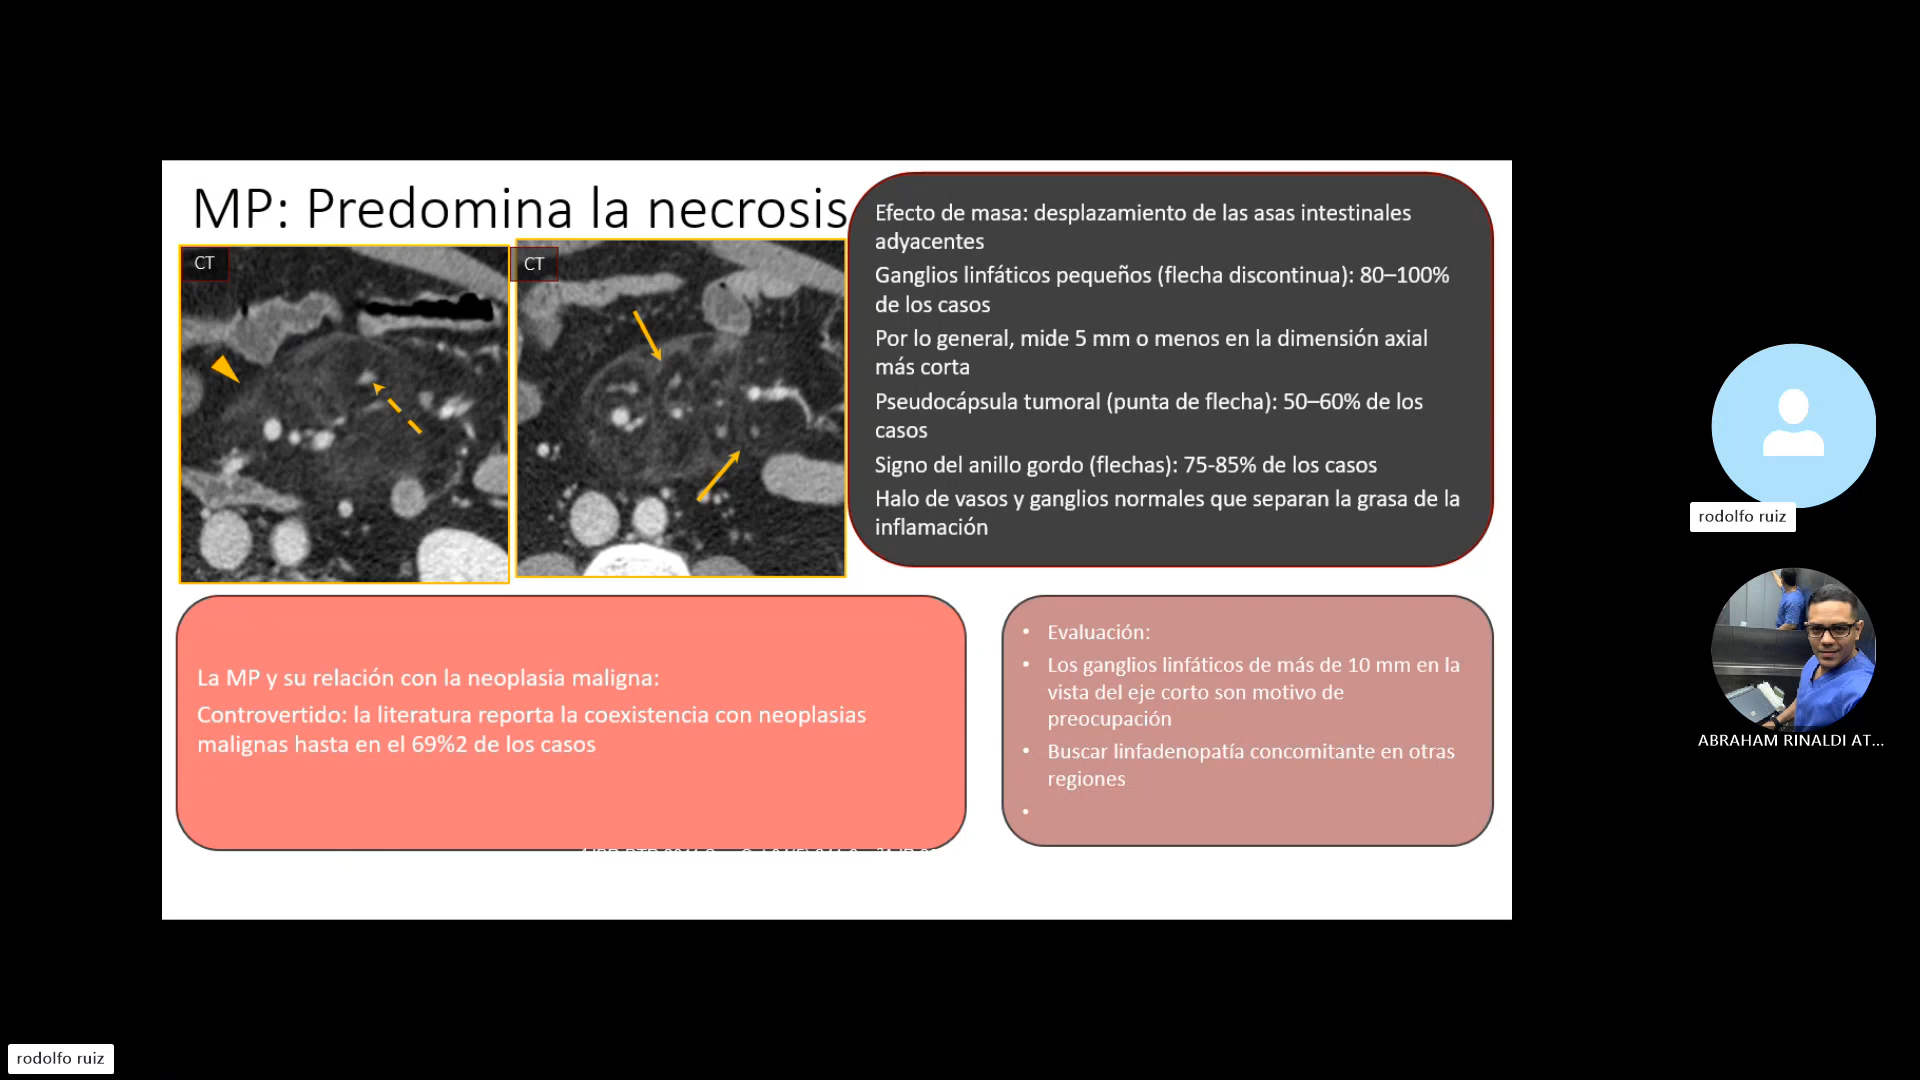 MP: Predomina la necrosis
CT
CT
Efecto de masa: desplazamiento de las asas intestinales
adyacentes
Ganglios linfáticos pequeños (flecha discontinua): 80–100%
de los casos
Por lo general, mide 5 mm o menos en la dimensión axial
más corta
Pseudocápsula tumoral (punta de flecha): 50–60% de los
casos
Signo del anillo gordo (flechas): 75-85% de los casos
Halo de vasos y ganglios normales que separan la grasa de la
inflamación
La MP y su relación con la neoplasia maligna:
Controvertido: la literatura reporta la coexistencia con neoplasias
malignas hasta en el 69%2 de los casos
• Evaluación:
• Los ganglios linfáticos de más de 10 mm en la
vista del eje corto son motivo de
preocupación
• Buscar linfadenopatía concomitante en otras
regiones
•
rodolfo ruiz
ABRAHAM RINALDI AT...
rodolfo ruiz